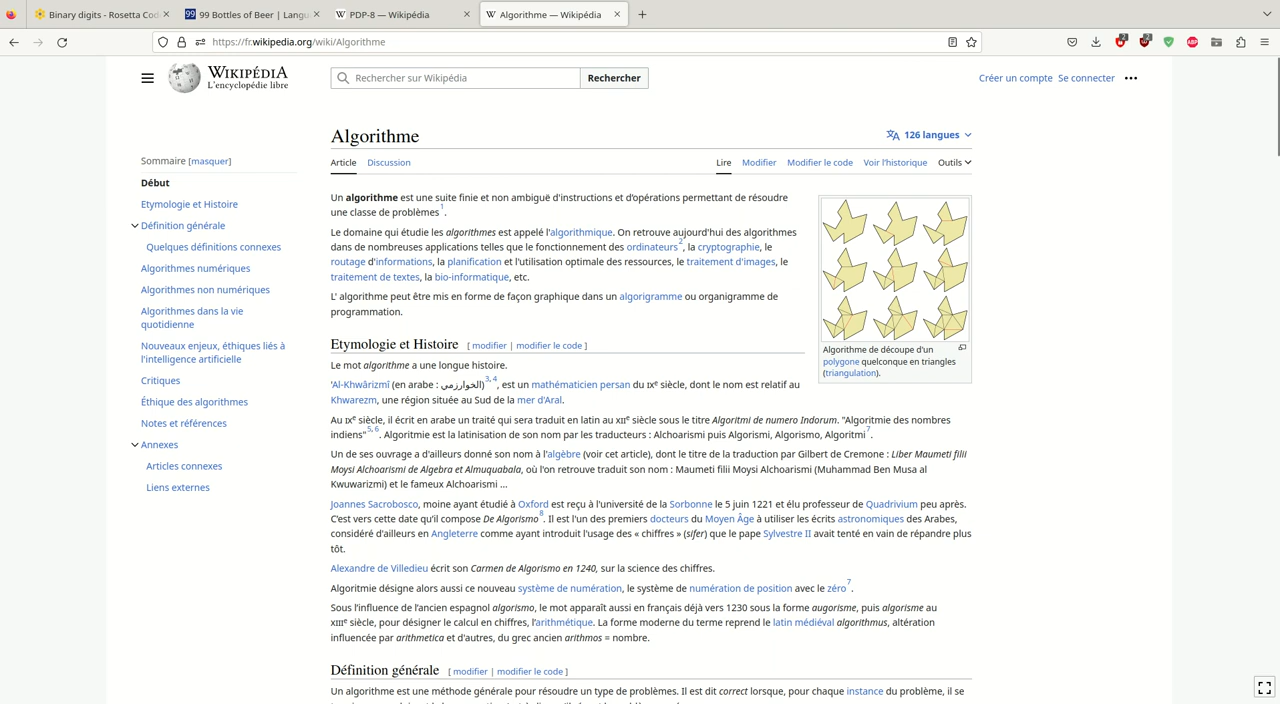 Binary digits - Rosetta Cod
99 Bottles of Beer | Langu
PDP-8 — Wikipédia
Algorithme — Wikipédia
https://fr.wikipedia.org/wiki/Algorithme
WIKIPÉDIA
L'encyclopédie libre
Rechercher sur Wikipédia
Rechercher
Créer un compte Se connecter
Algorithme
126 langues
Article Discussion
Lire Modifier Modifier le code Voir l'historique Outils
Sommaire [masquer]
Début
Etymologie et Histoire
Définition générale
Quelques définitions connexes
Algorithmes numériques
Algorithmes non numériques
Algorithmes dans la vie
quotidienne
Nouveaux enjeux, éthiques liés à
l'intelligence artificielle
Critiques
Éthique des algorithmes
Notes et références
Annexes
Articles connexes
Liens externes
Un algorithme est une suite finie et non ambiguë d'instructions et d'opérations permettant de résoudre
une classe de problèmes 1.
Le domaine qui étudie les algorithmes est appelé l'algorithmique. On retrouve aujourd'hui des algorithmes
dans de nombreuses applications telles que le fonctionnement des ordinateurs 2, la cryptographie, le
routage d'informations, la planification et l'utilisation optimale des ressources, le traitement d'images, le
traitement de textes, la bio-informatique, etc.
L' algorithme peut être mis en forme de façon graphique dans un algorigramme ou organigramme de
programmation.
Algorithme de découpe d'un
polygone quelconque en triangles
(triangulation).
Etymologie et Histoire [ modifier | modifier le code ]
Le mot algorithme a une longue histoire.
'Al-Khwârizmî (en arabe : الخوارزمي) 3, 4, est un mathématicien persan du IXe siècle, dont le nom est relatif au
Khwarezm, une région située au Sud de la mer d'Aral.
Au IXe siècle, il écrit en arabe un traité qui sera traduit en latin au XIIe siècle sous le titre Algoritmi de numero Indorum. "Algoritmie des nombres
indiens" 5, 6. Algoritmie est la latinisation de son nom par les traducteurs : Alchoarismi puis Algorismi, Algorismo, Algoritmi 7.
Un de ses ouvrage a d'ailleurs donné son nom à l'algèbre (voir cet article), dont le titre de la traduction par Gilbert de Cremone : Liber Maumeti filii
Moysi Alchoarismi de Algebra et Almuquabala, où l'on retrouve traduit son nom : Maumeti filii Moysi Alchoarismi (Muhammad Ben Musa al
Kwuwarizmi) et le fameux Alchoarismi ...
Joannes Sacrobosco, moine ayant étudié à Oxford est reçu à l'université de la Sorbonne le 5 juin 1221 et élu professeur de Quadrivium peu après.
C'est vers cette date qu'il compose De Algorismo 8. Il est l'un des premiers docteurs du Moyen Âge à utiliser les écrits astronomiques des Arabes,
considéré d'ailleurs en Angleterre comme ayant introduit l'usage des « chiffres » (sifer) que le pape Sylvestre II avait tenté en vain de répandre plus
tôt.
Alexandre de Villedieu écrit son Carmen de Algorismo en 1240, sur la science des chiffres.
Algoritmie désigne alors aussi ce nouveau système de numération, le système de numération de position avec le zéro 7.
Sous l'influence de l'ancien espagnol algorismo, le mot apparaît aussi en français déjà vers 1230 sous la forme augorisme, puis algorisme au
XIIIe siècle, pour désigner le calcul en chiffres, l'arithmétique. La forme moderne du terme reprend le latin médiéval algorithmus, altération
influencée par arithmetica et d'autres, du grec ancien arithmos = nombre.
Définition générale [ modifier | modifier le code ]
Un algorithme est une méthode générale pour résoudre un type de problèmes. Il est dit correct lorsque, pour chaque instance du problème, il se